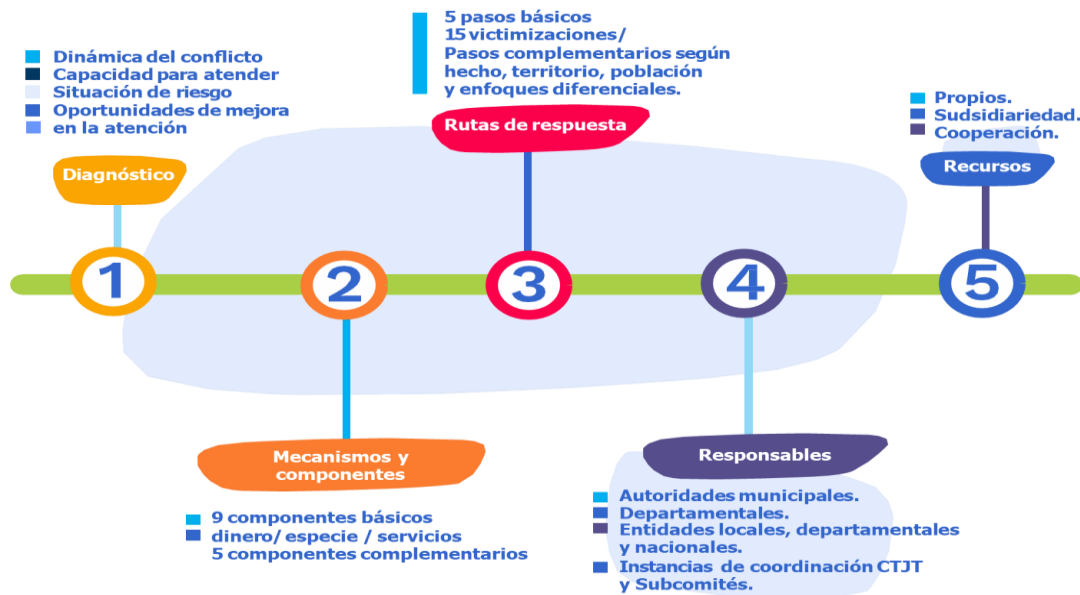 5 pasos básicos
15 victimizaciones/
Pasos complementarios según
hecho, territorio, población
y enfoques diferenciales.
Dinámica del conflicto
Capacidad para atender
Situación de riesgo
Oportunidades de mejora
en la atención
Propios.
Sudsidiariedad.
Cooperación.
Diagnóstico
Rutas de respuesta
Recursos
1
2
3
4
5
Mecanismos y
componentes
9 componentes básicos
dinero/ especie / servicios
5 componentes complementarios
Responsables
Autoridades municipales.
Departamentales.
Entidades locales, departamentales
y nacionales.
Instancias de coordinación CTJT
y Subcomités.